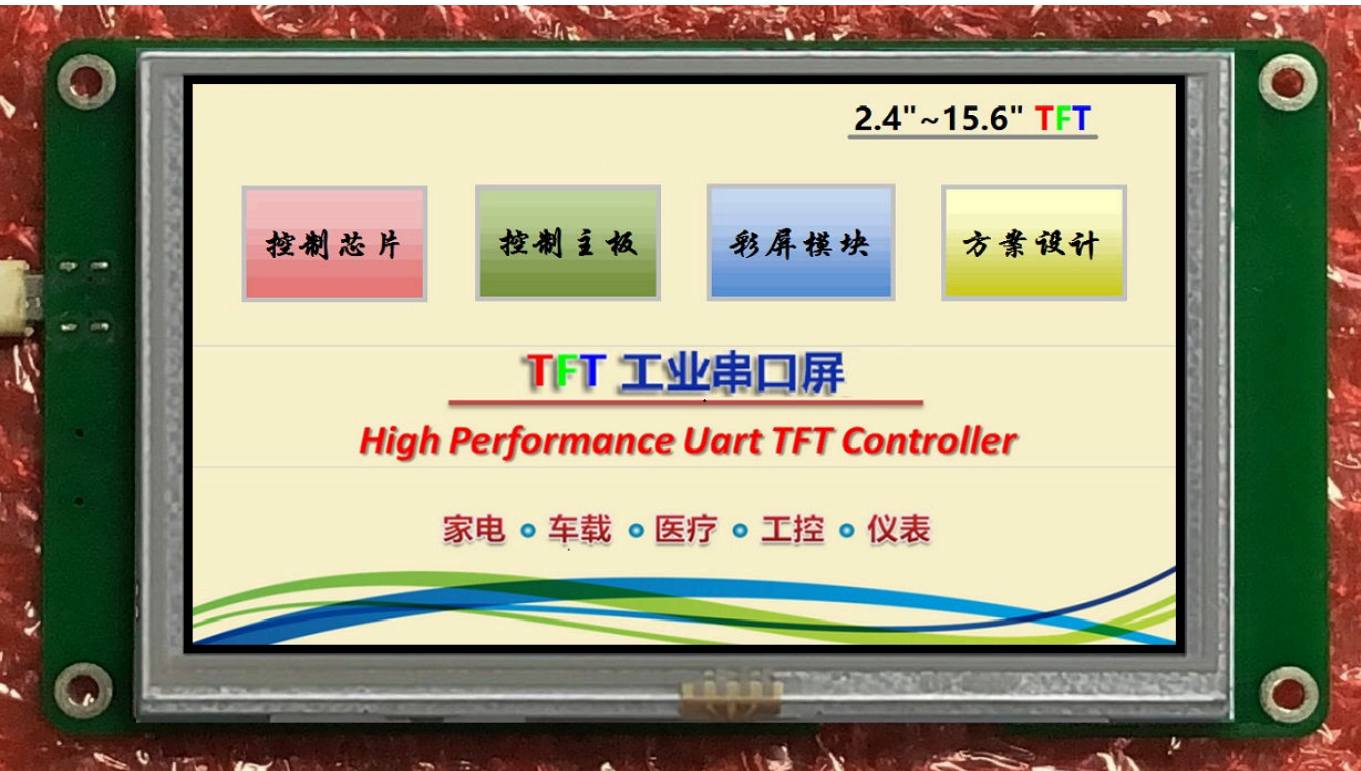 2.4"~15.6" TFT
控制芯片 控制主板 彩屏模块 方案设计
TFT 工业串口屏
High Performance Uart TFT Controller
家电 • 车载 • 医疗 • 工控 • 仪表